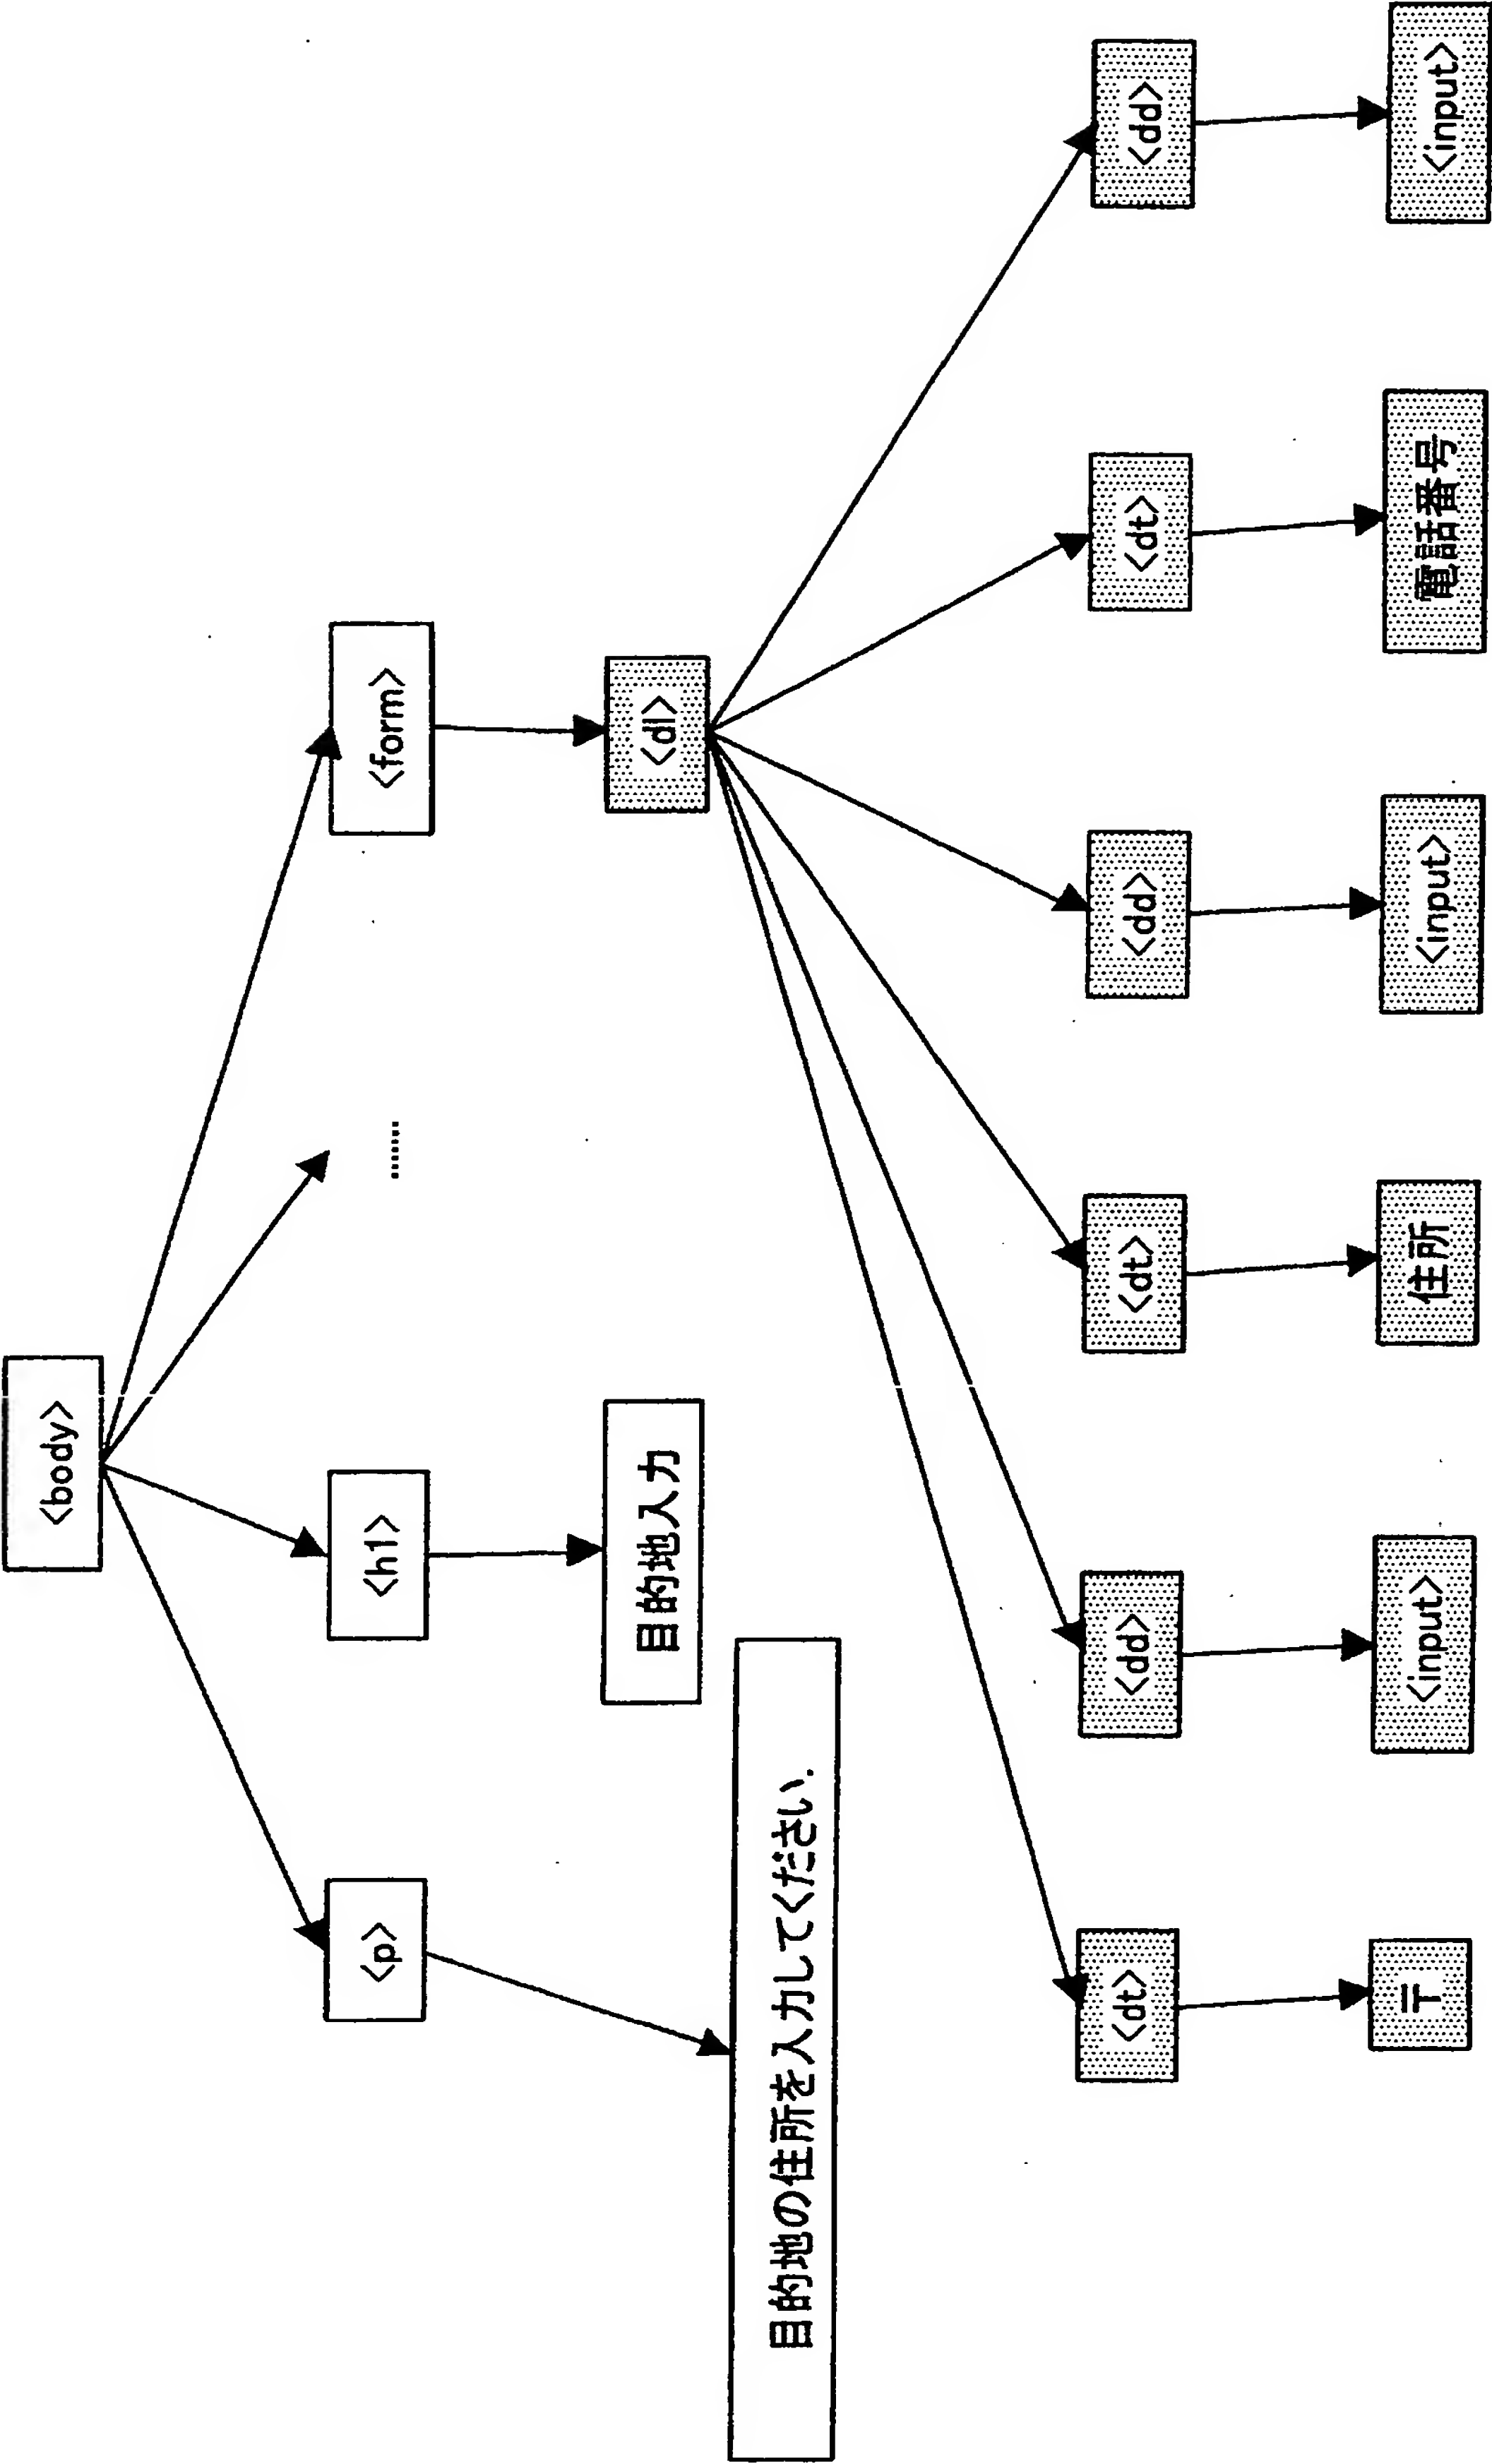 <body>
<p>
<h1>
......
<form>
目的地入力
<dl>
目的地の住所を入力してください.
<dt>
<dd>
<dt>
<dd>
<dt>
<dd>
〒
<input>
住所
<input>
電話番号
<input>